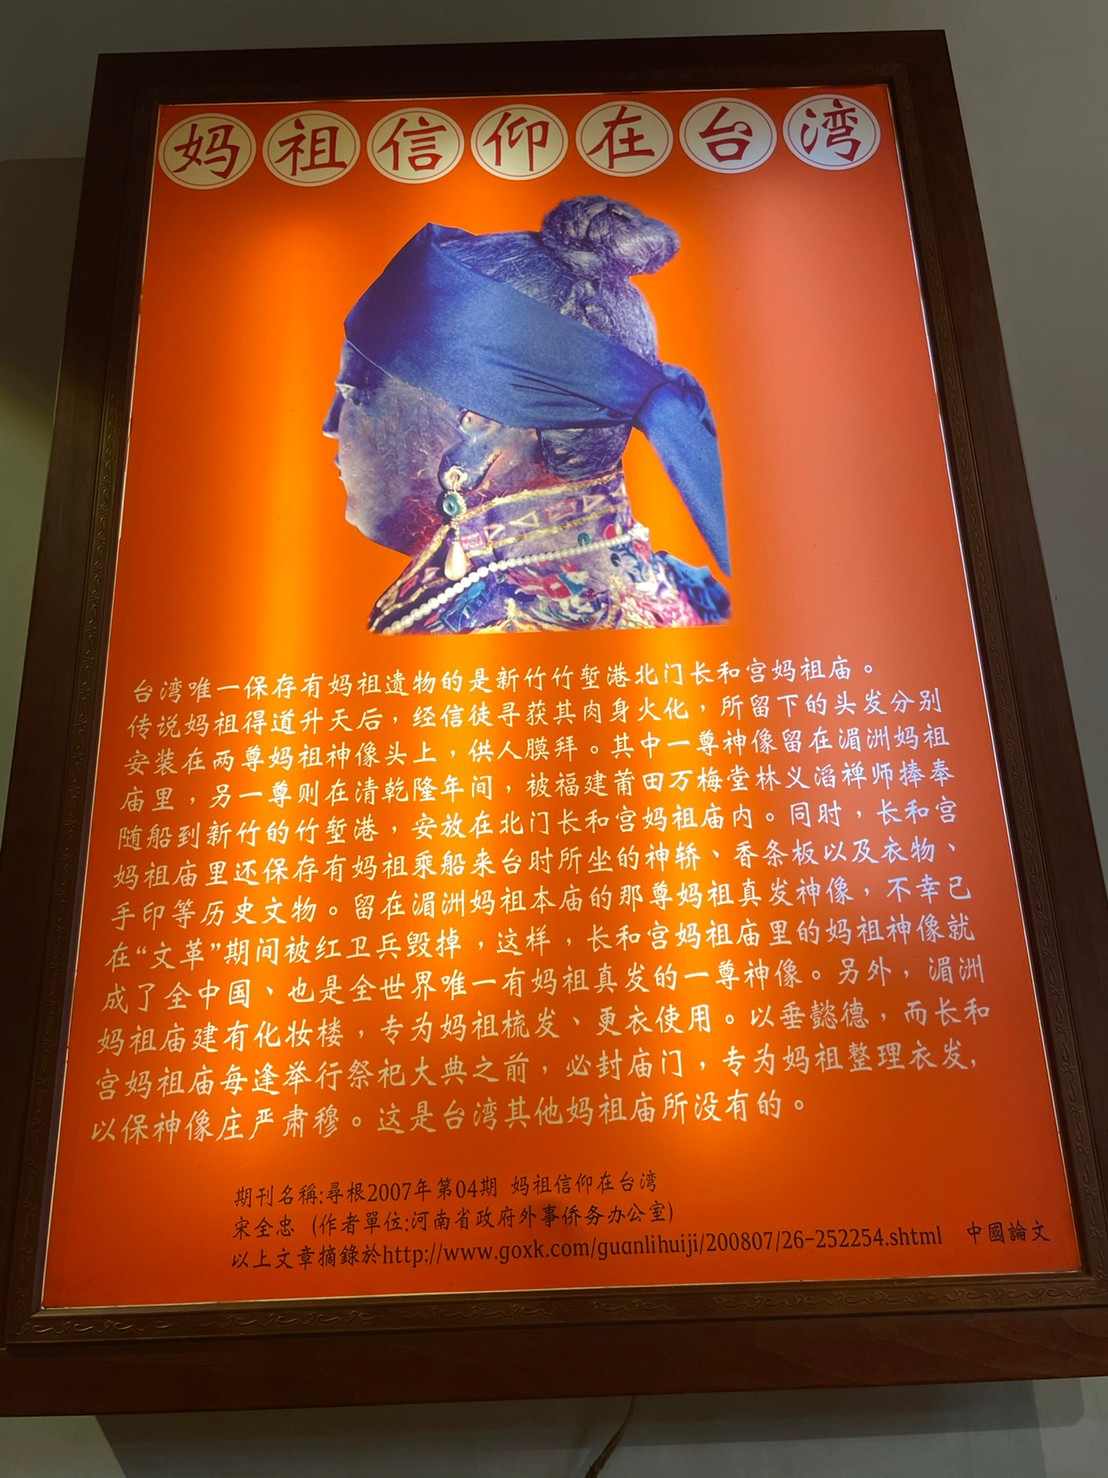 妈祖信仰在台湾
台湾唯一保存有妈祖遗物的是新竹竹堑港北门长和宫妈祖庙。
传说妈祖得道升天后，经信徒寻获其肉身火化，所留下的头发分别
安装在两尊妈祖神像头上，供人膜拜。其中一尊神像留在湄洲妈祖
庙里，另一尊则在清乾隆年间，被福建莆田万梅堂林义滔禅师捧奉
随船到新竹的竹堑港，安放在北门长和宫妈祖庙内。同时，长和宫
妈祖庙里还保存有妈祖乘船来台时所坐的神轿、香条板以及衣物、
手印等历史文物。留在湄洲妈祖本庙的那尊妈祖真发神像，不幸已
在“文革”期间被红卫兵毁掉，这样，长和宫妈祖庙里的妈祖神像就
成了全中国、也是全世界唯一有妈祖真发的一尊神像。另外，湄洲
妈祖庙建有化妆楼，专为妈祖梳发、更衣使用。以垂懿德，而长和
宫妈祖庙每逢举行祭祀大典之前，必封庙门，专为妈祖整理衣发,
以保神像庄严肃穆。这是台湾其他妈祖庙所没有的。
期刊名稱:尋根2007年第04期 妈祖信仰在台湾
宋全忠 (作者單位:河南省政府外事侨务办公室)
以上文章摘錄於http://www.goxk.com/guanlihuiji/200807/26-252254.shtml 中國論文